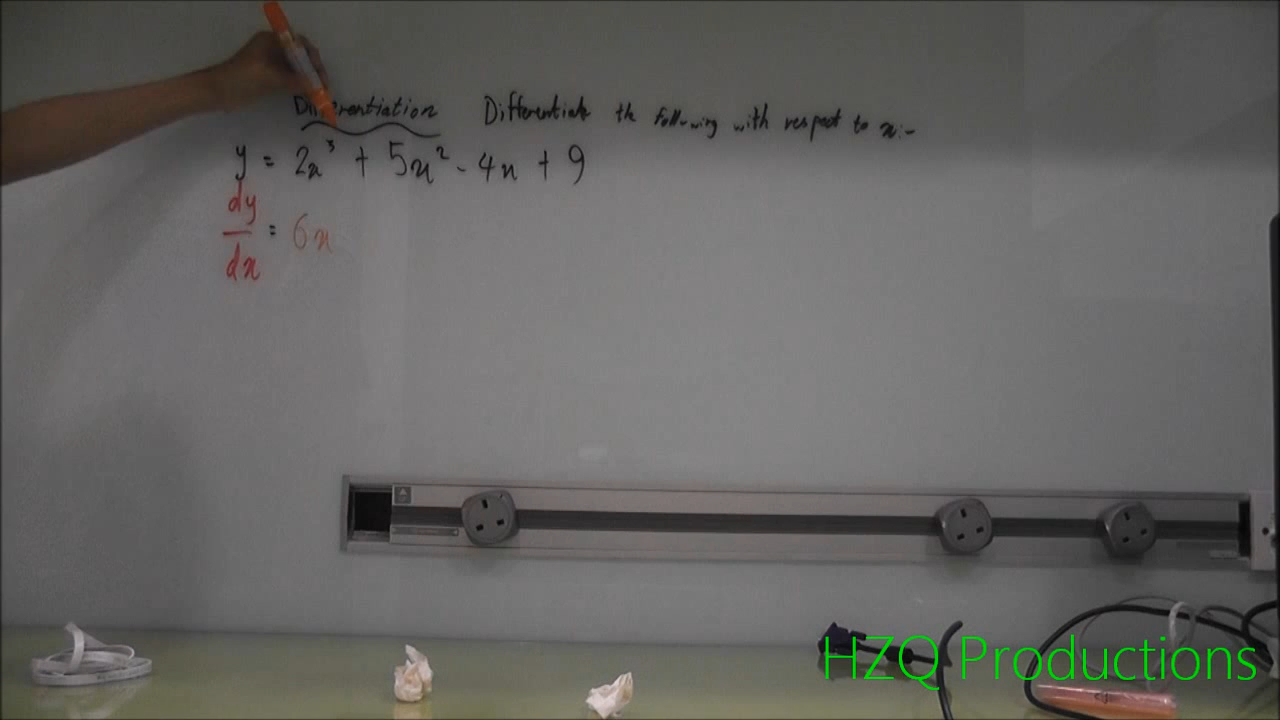 Differentiation Differentiate the following with respect to x:-
y = 2x³ + 5x² - 4x + 9
dy/dx = 6x
HZQ Productions